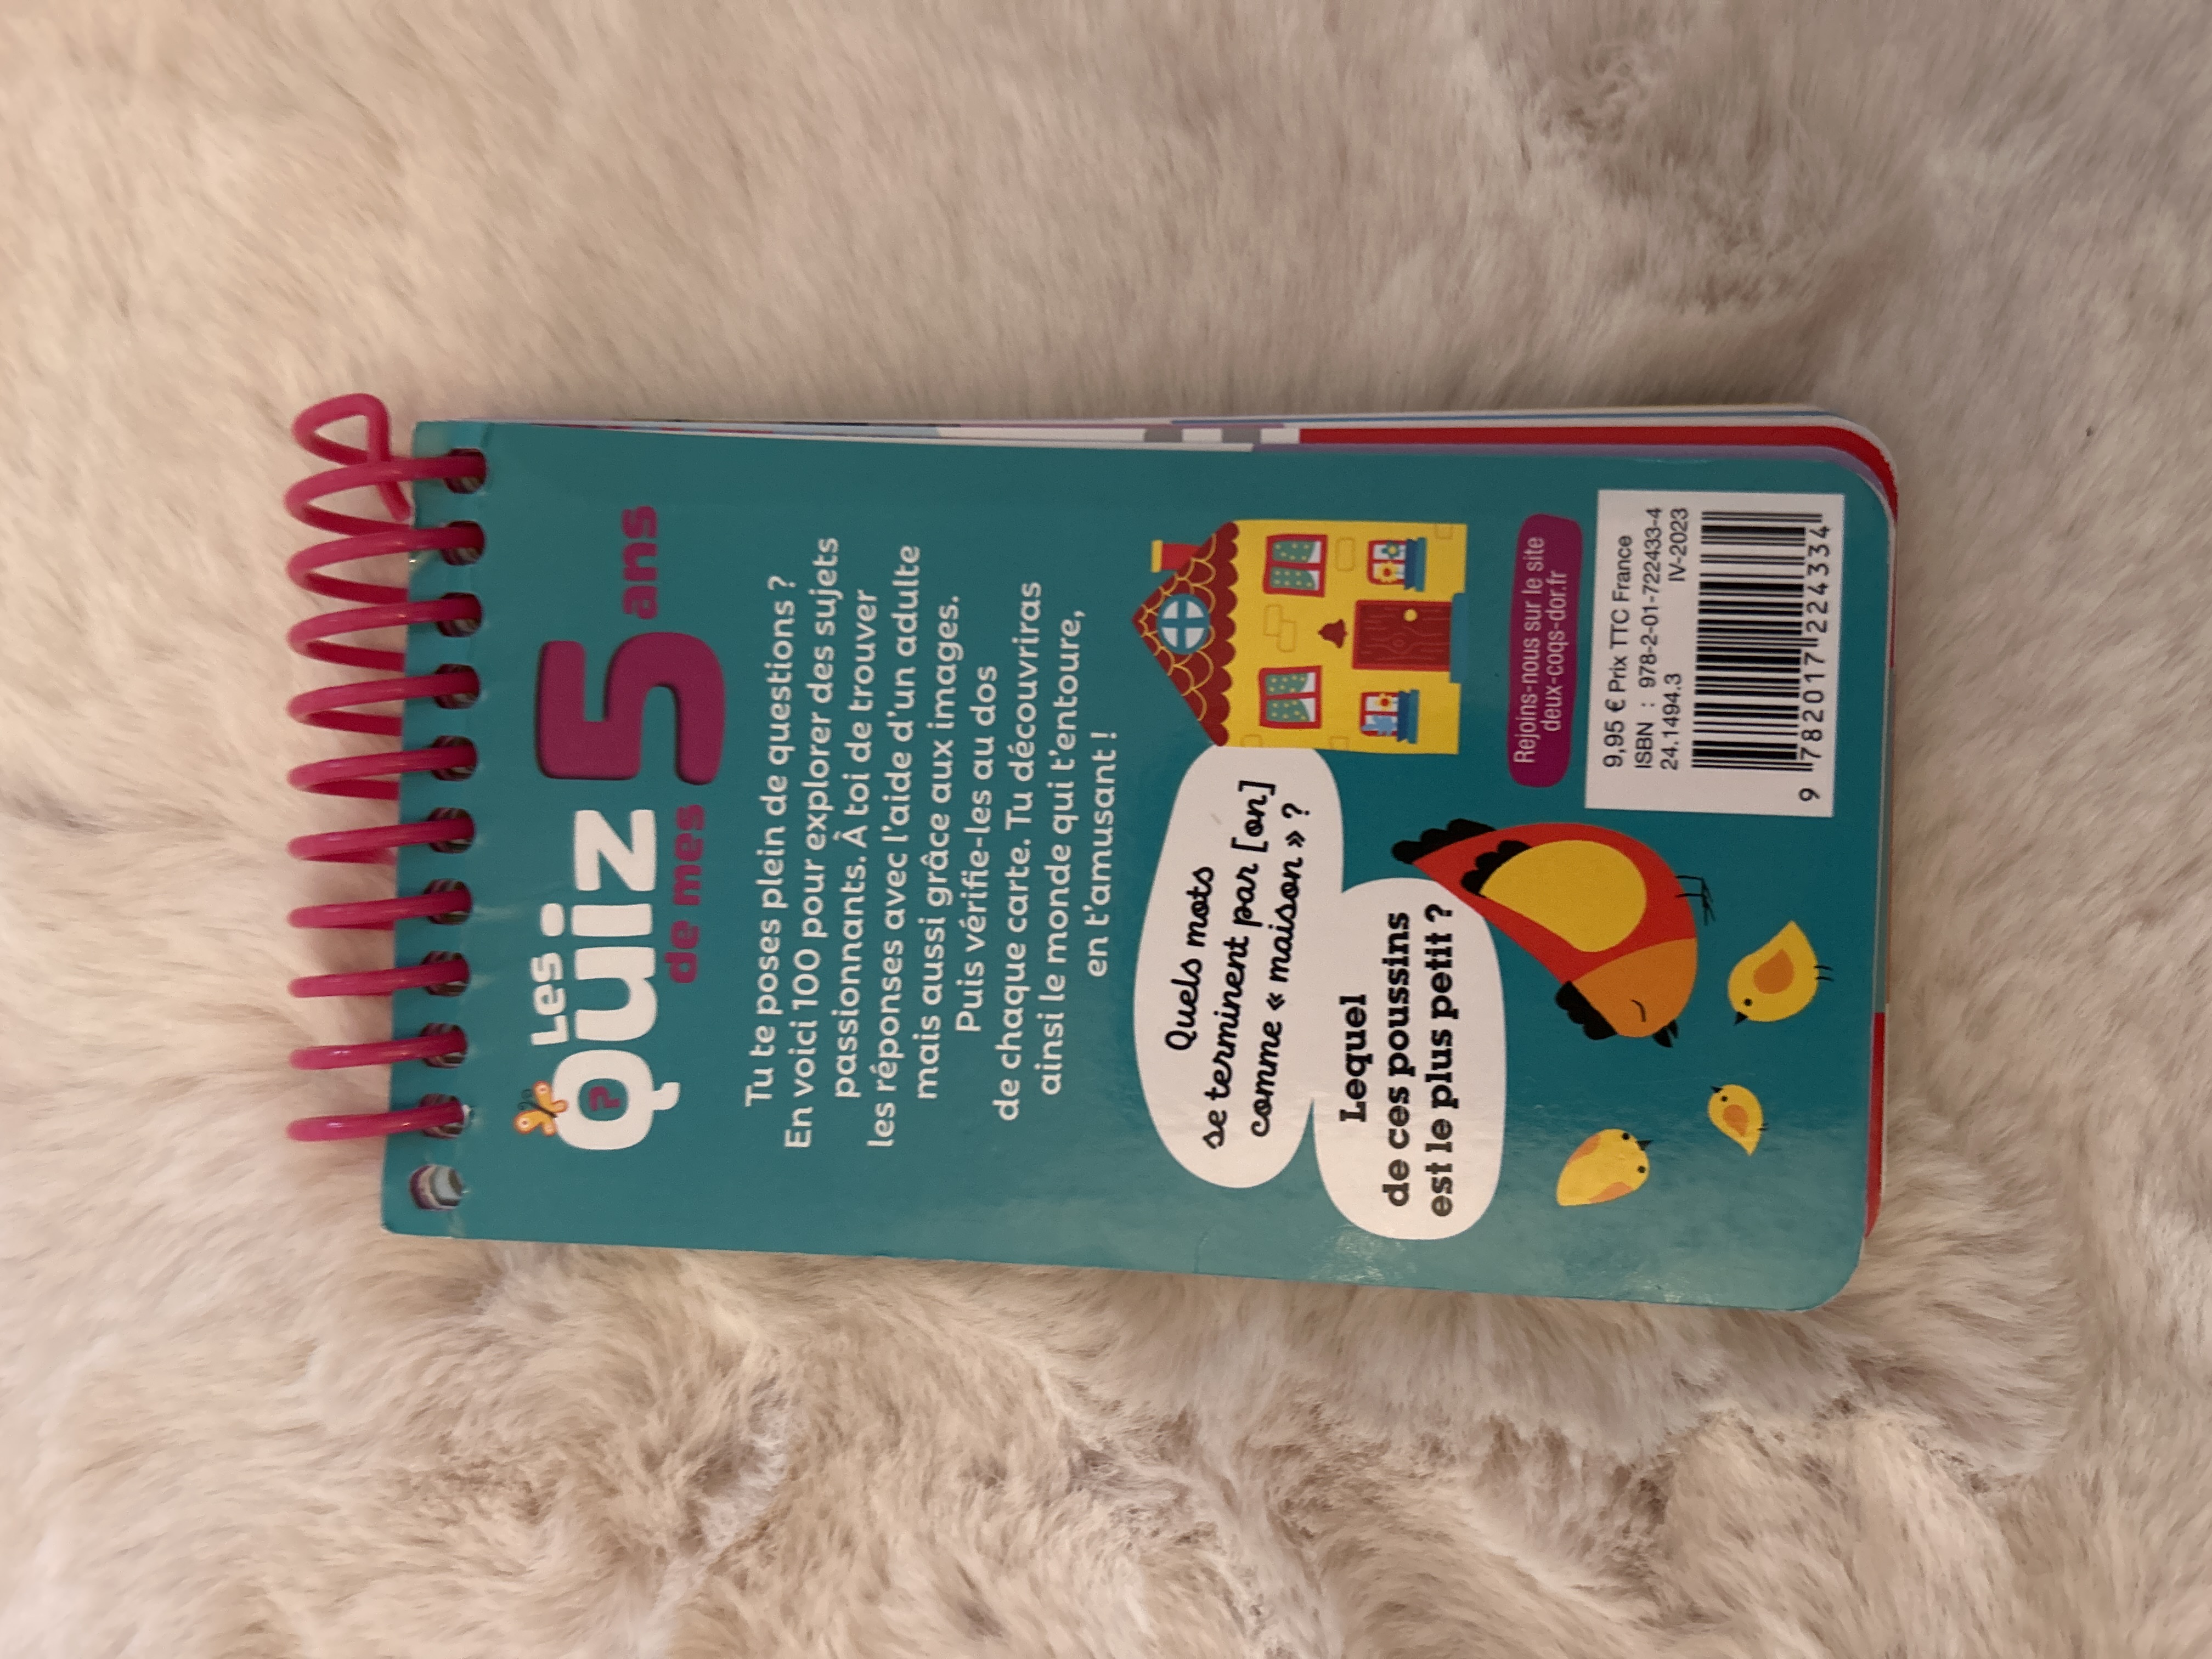 Les
Quiz
de mes 5 ans
Tu te poses plein de questions ?
En voici 100 pour explorer des sujets
passionnants. À toi de trouver
les réponses avec l'aide d'un adulte
mais aussi grâce aux images.
Puis vérifie-les au dos
de chaque carte. Tu découvriras
ainsi le monde qui t'entoure,
en t'amusant !
Quels mots
se terminent par [on]
comme « maison » ?
Lequel
de ces poussins
est le plus petit ?
Rejoins-nous sur le site
deux-coqs-dor.fr
9,95 € Prix TTC France
ISBN : 978-2-01-722433-4
24.1494.3 IV-2023
9 782017 224334